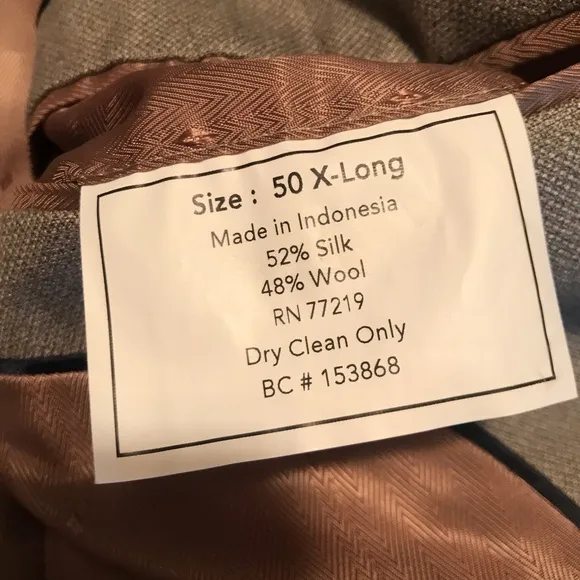 Size : 50 X-Long
Made in Indonesia
52% Silk
48% Wool
RN 77219
Dry Clean Only
BC # 153868